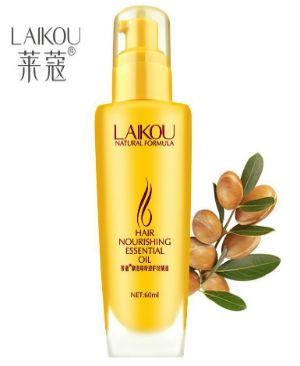 LAIKOU
莱蔻®
LAIKOU
NATURAL FORMULA
HAIR
NOURISHING
ESSENTIAL
OIL
NET:60ml